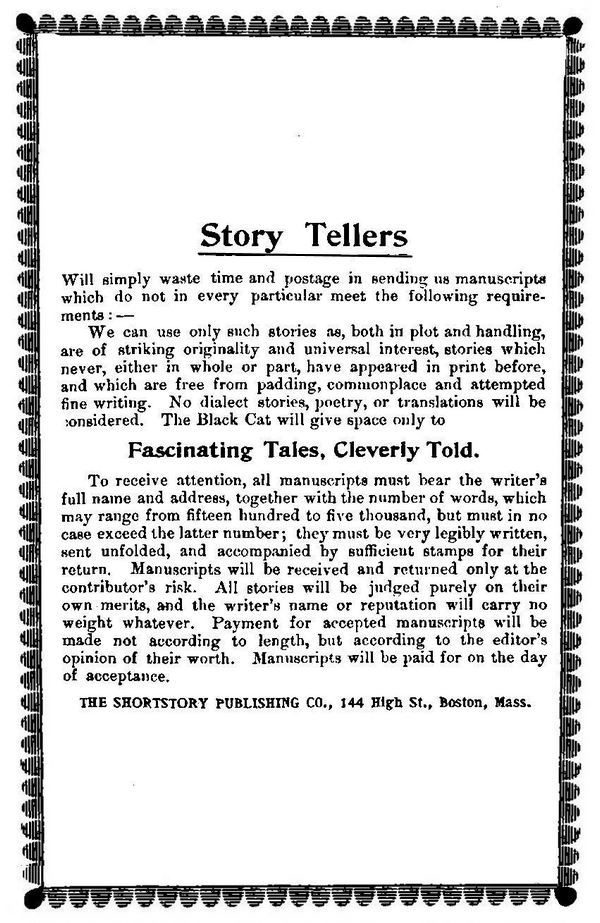 Story Tellers
Will simply waste time and postage in sending us manuscripts
which do not in every particular meet the following require-
ments : —
We can use only such stories as, both in plot and handling,
are of striking originality and universal interest, stories which
never, either in whole or part, have appeared in print before,
and which are free from padding, commonplace and attempted
fine writing. No dialect stories, poetry, or translations will be
considered. The Black Cat will give space only to
Fascinating Tales, Cleverly Told.
To receive attention, all manuscripts must bear the writer's
full name and address, together with the number of words, which
may range from fifteen hundred to five thousand, but must in no
case exceed the latter number; they must be very legibly written,
sent unfolded, and accompanied by sufficient stamps for their
return. Manuscripts will be received and returned only at the
contributor's risk. All stories will be judged purely on their
own merits, and the writer's name or reputation will carry no
weight whatever. Payment for accepted manuscripts will be
made not according to length, but according to the editor's
opinion of their worth. Manuscripts will be paid for on the day
of acceptance.
THE SHORTSTORY PUBLISHING CO., 144 High St., Boston, Mass.